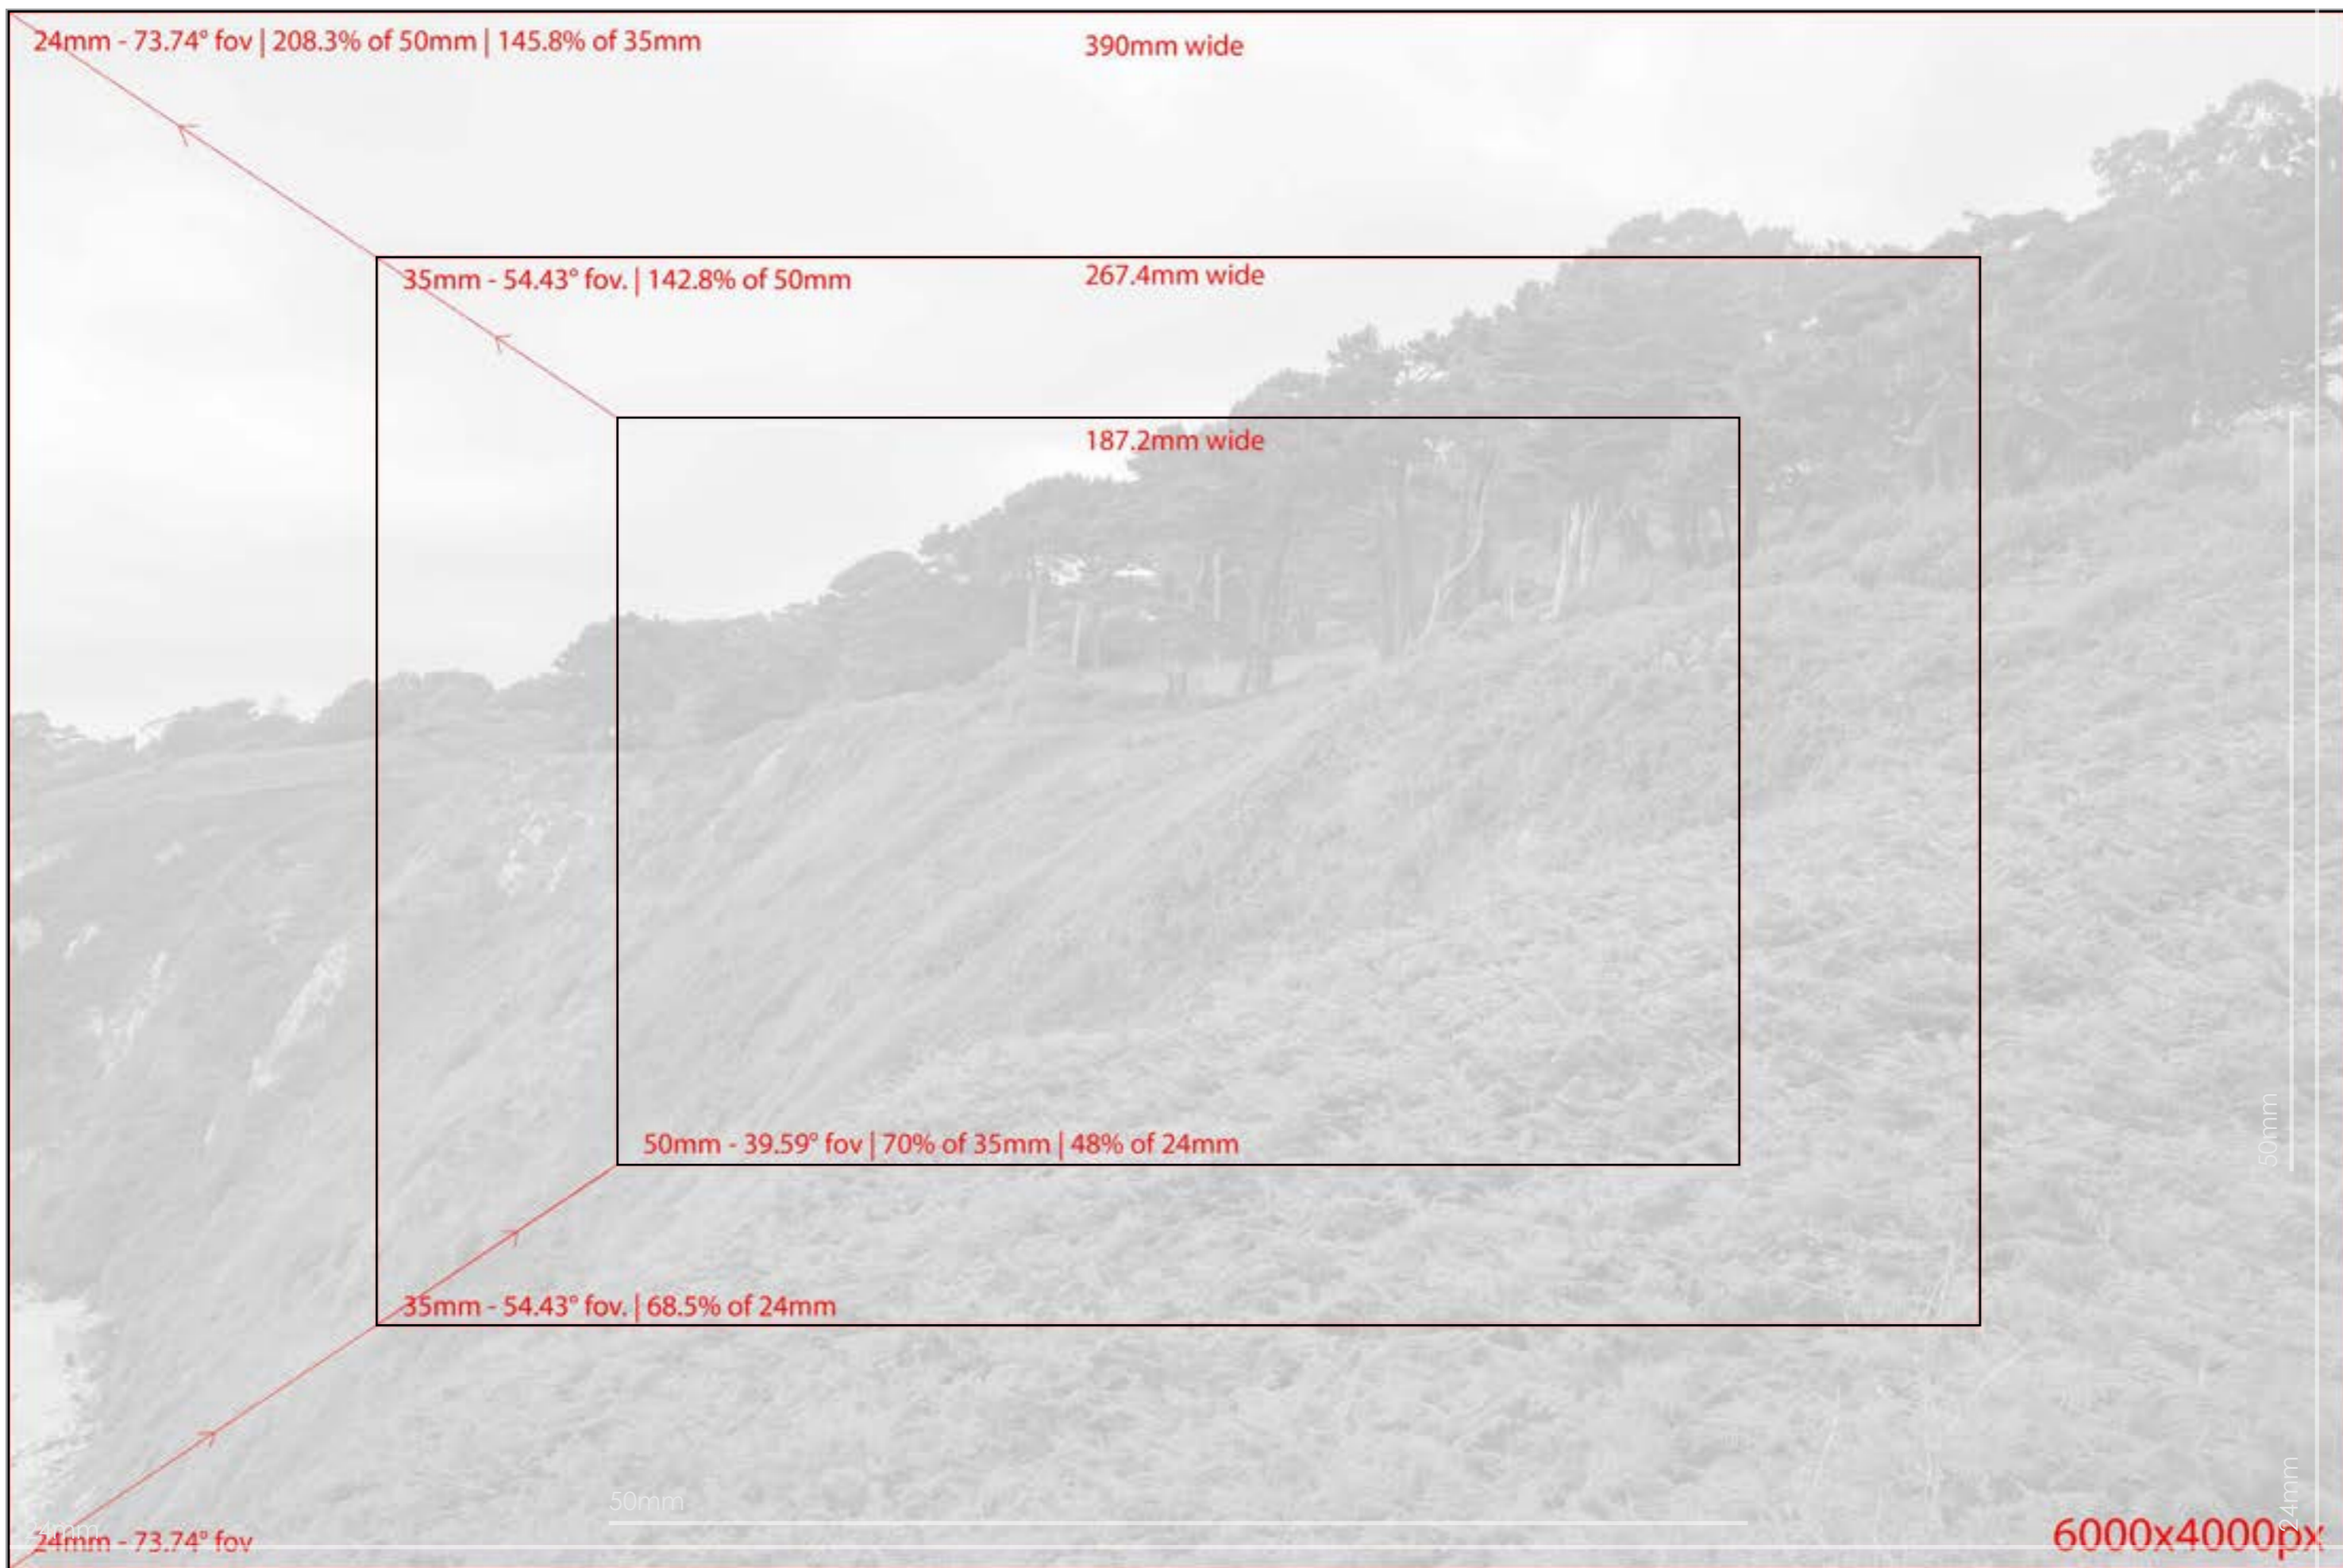 24mm - 73.74° fov | 208.3% of 50mm | 145.8% of 35mm
390mm wide
35mm - 54.43° fov. | 142.8% of 50mm
267.4mm wide
187.2mm wide
50mm - 39.59° fov | 70% of 35mm | 48% of 24mm
50mm
35mm - 54.43° fov. | 68.5% of 24mm
50mm
24mm
24mm
24mm - 73.74° fov
6000x4000px